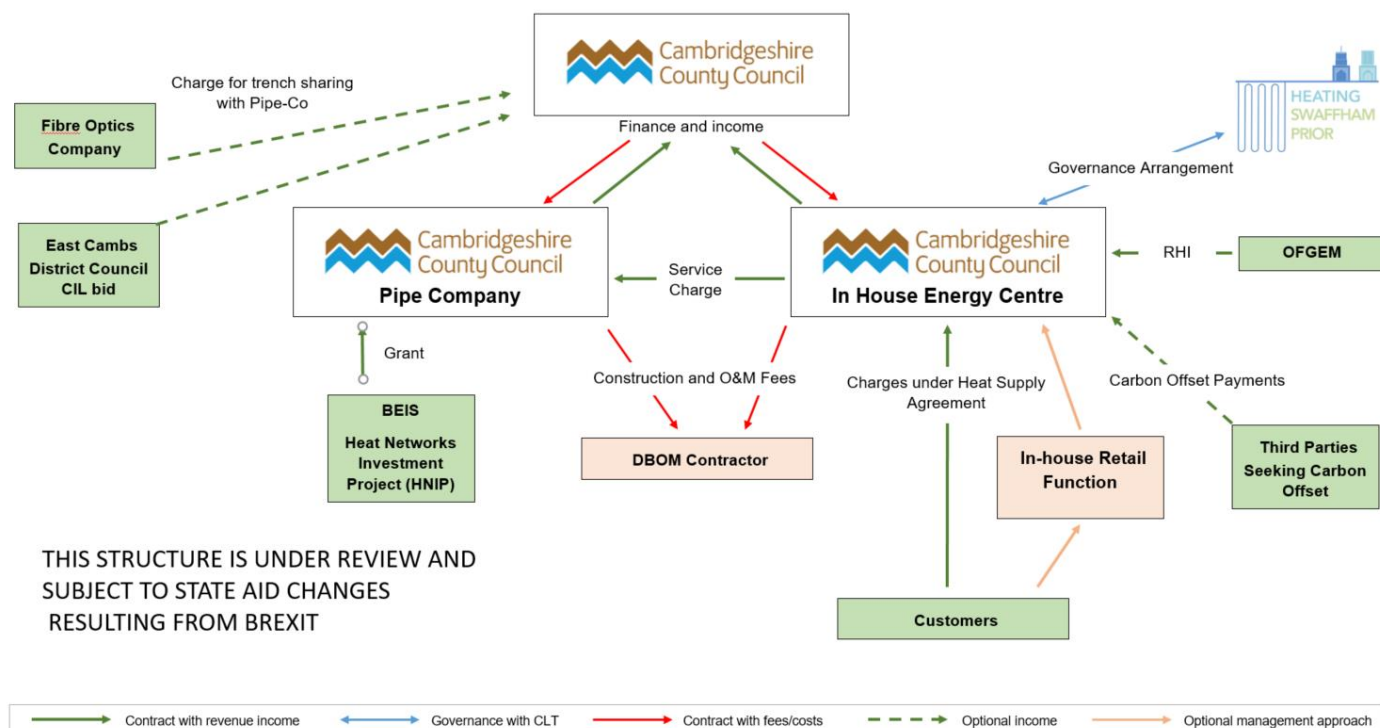 Cambridgeshire
County Council
Charge for trench sharing
with Pipe-Co
Fibre Optics
Company
Finance and income
HEATING
SWAFFHAM
PRIOR
Governance Arrangement
East Cambs
District Council
CIL bid
Cambridgeshire
County Council
Pipe Company
Service
Charge
Cambridgeshire
County Council
In House Energy Centre
RHI
OFGEM
Grant
Construction and O&M Fees
Charges under Heat Supply
Agreement
Carbon Offset Payments
BEIS
Heat Networks
Investment
Project (HNIP)
DBOM Contractor
In-house Retail
Function
Third Parties
Seeking Carbon
Offset
THIS STRUCTURE IS UNDER REVIEW AND
SUBJECT TO STATE AID CHANGES
RESULTING FROM BREXIT
Customers
Contract with revenue income
Governance with CLT
Contract with fees/costs
Optional income
Optional management approach